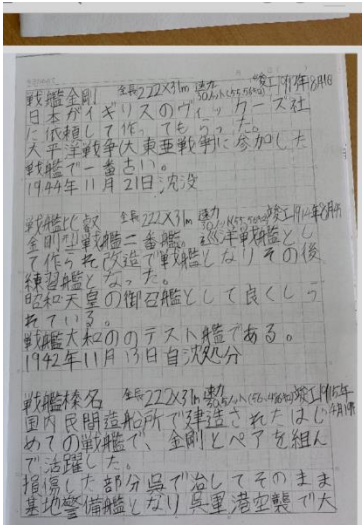 戦艦金剛 全長222×31m 速力30ノット(55.56㎞) 竣工1913年8月16
日本がイギリスのヴィッカース社
に依頼して作ってもらった。
太平洋戦争(大東亜戦争)に参加した
戦艦で一番古い。
1944年11月21日沈没
戦艦比叡 全長222×31m 速力 竣工1914年8月4日
金剛型戦艦二番艦。巡洋戦艦とし
て作られ改造で戦艦となりその後
練習艦となった。
昭和天皇の御召艦として良くしら
れている。
戦艦大和ののテスト艦である。
1942年11月13日自沈処分
戦艦榛名 全長222×31m 速力 竣工1915年4月19日
国内民間造船所で建造されたはじ
めての戦艦で、金剛とペアを組ん
で活躍した。
損傷した部分呉で治してそのまま
基地警備艦となり呉軍港空襲で大